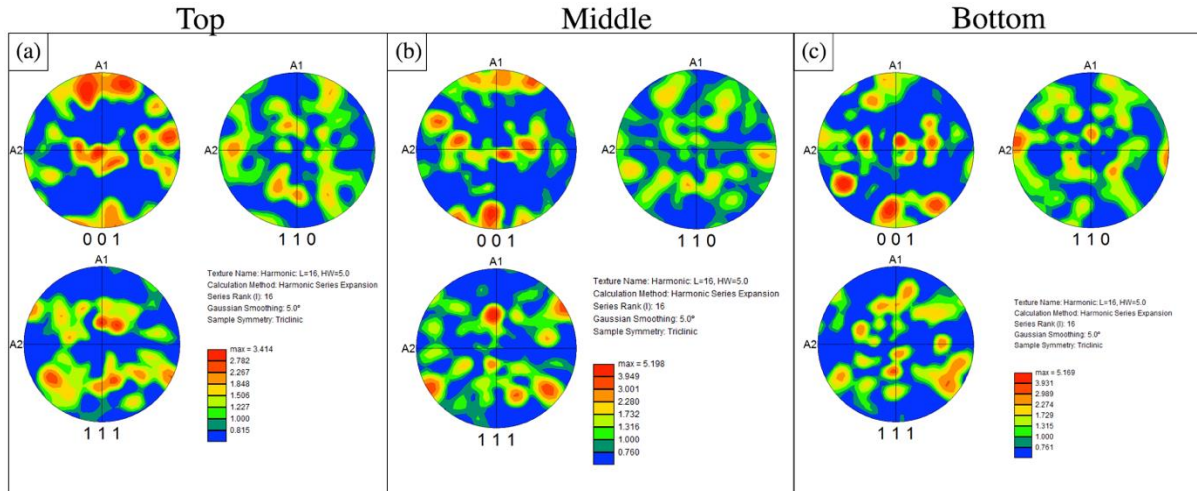 Top
Middle
Bottom
(a)
A1
A1
A2
0 0 1
1 1 0
A1
A2
1 1 1
Texture Name: Harmonic: L=16, HW=5.0
Calculation Method: Harmonic Series Expansion
Series Rank (l): 16
Gaussian Smoothing: 5.0°
Sample Symmetry: Triclinic
max = 3.414
2.782
2.267
1.848
1.506
1.227
1.000
0.815
(b)
A1
A1
A2
0 0 1
1 1 0
A1
A2
1 1 1
Texture Name: Harmonic: L=16, HW=5.0
Calculation Method: Harmonic Series Expansion
Series Rank (l): 16
Gaussian Smoothing: 5.0°
Sample Symmetry: Triclinic
max = 5.198
3.949
3.001
2.280
1.732
1.316
1.000
0.760
(c)
A1
A1
A2
A2
0 0 1
1 1 0
A1
A2
1 1 1
Texture Name: Harmonic: L=16, HW=5.0
Calculation Method: Harmonic Series Expansion
Series Rank (l): 16
Gaussian Smoothing: 5.0°
Sample Symmetry: Triclinic
max = 5.169
3.931
2.989
2.274
1.729
1.315
1.000
0.761